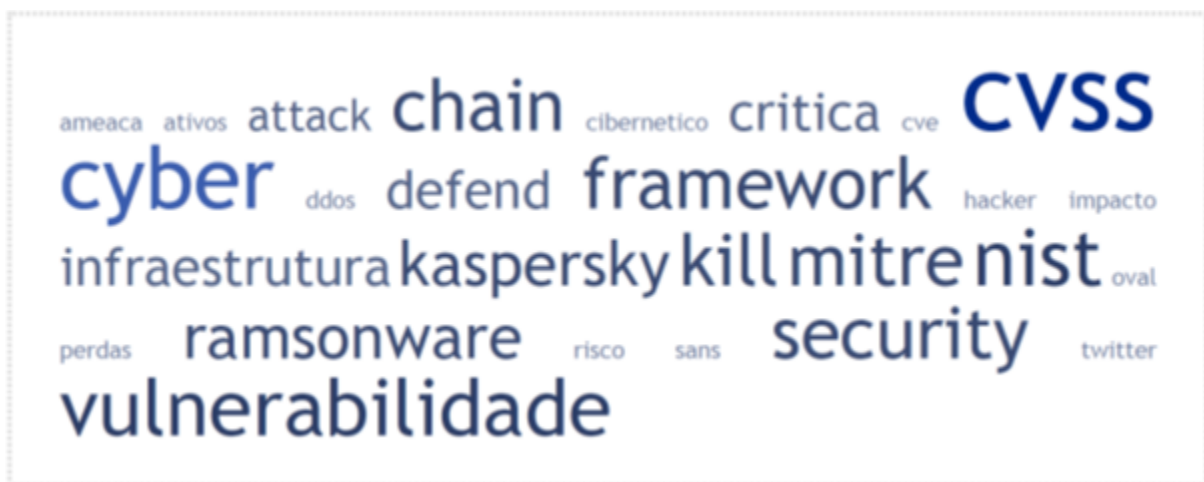 ameaca ativos attack chain cibernetico critica cve cvss
cyber ddos defend framework hacker impacto
infraestrutura kaspersky kill mitre nist oval
perdas ramsonware risco sans security twitter
vulnerabilidade